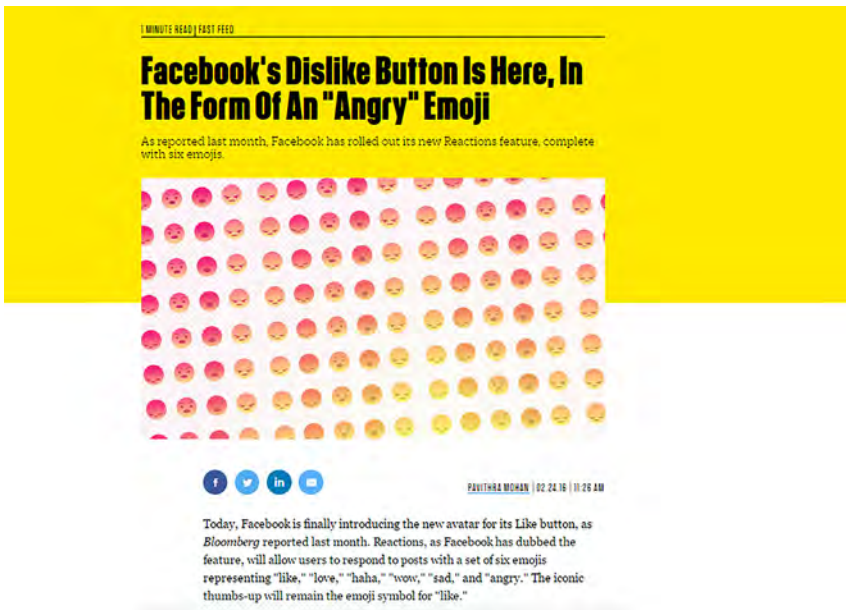 1 MINUTE READ | FAST FEED
Facebook's Dislike Button Is Here, In
The Form Of An "Angry" Emoji
As reported last month, Facebook has rolled out its new Reactions feature, complete
with six emojis.
f in
PAVITHRA MOHAN | 02.24.16 | 11:26 AM
Today, Facebook is finally introducing the new avatar for its Like button, as
Bloomberg reported last month. Reactions, as Facebook has dubbed the
feature, will allow users to respond to posts with a set of six emojis
representing "like," "love," "haha," "wow," "sad," and "angry." The iconic
thumbs-up will remain the emoji symbol for "like."